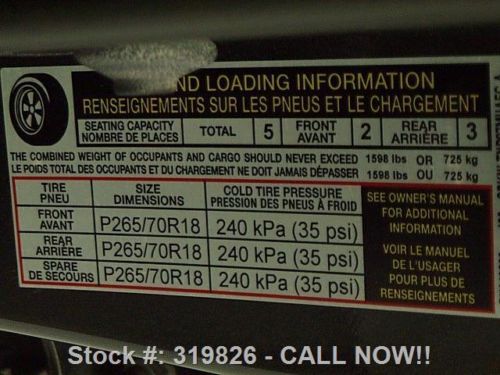 ND LOADING INFORMATION
RENSEIGNEMENTS SUR LES PNEUS ET LE CHARGEMENT
SEATING CAPACITY
NOMBRE DE PLACES
TOTAL 5
FRONT
AVANT
2
REAR
ARRIÈRE
3
THE COMBINED WEIGHT OF OCCUPANTS AND CARGO SHOULD NEVER EXCEED 1598 lbs OR 725 kg
LE POIDS TOTAL DES OCCUPANTS ET DU CHARGEMENT NE DOIT JAMAIS DÉPASSER 1598 lbs OU 725 kg
TIRE
PNEU
SIZE
DIMENSIONS
COLD TIRE PRESSURE
PRESSION DES PNEUS À FROID
FRONT
AVANT
P265/70R18 240 kPa (35 psi)
REAR
ARRIÈRE
P265/70R18 240 kPa (35 psi)
SPARE
DE SECOURS
P265/70R18 240 kPa (35 psi)
SEE OWNER'S MANUAL
FOR ADDITIONAL
INFORMATION
VOIR LE MANUEL
DE L'USAGER
POUR PLUS DE
RENSEIGNEMENTS
Stock #: 319826 - CALL NOW!!